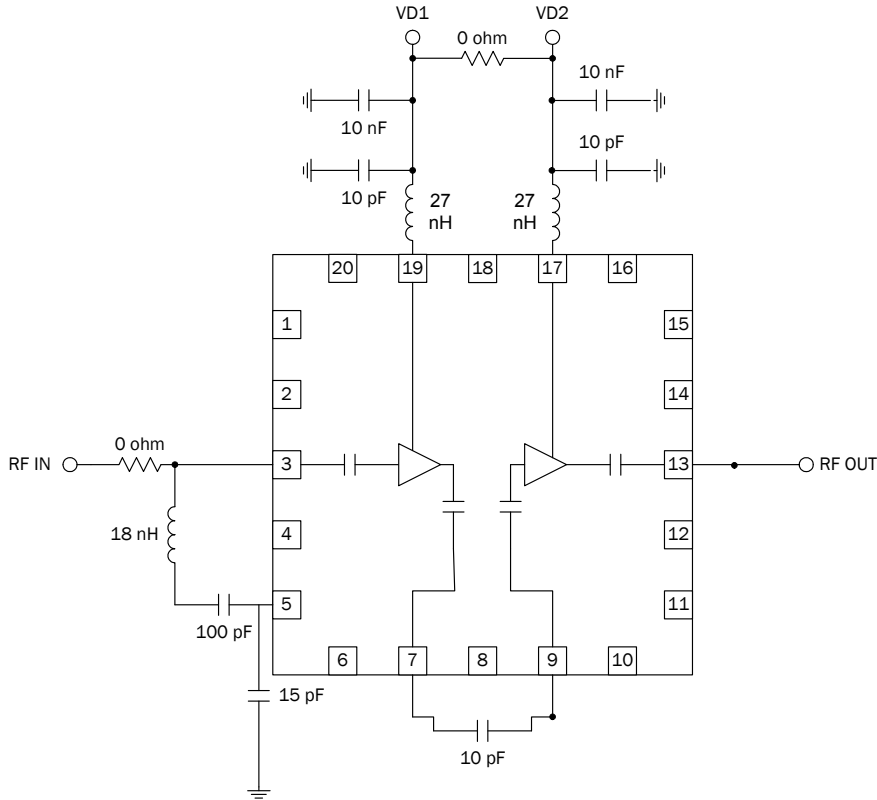 VD1
VD2
0 ohm
10 nF
10 nF
10 pF
10 pF
27
nH
27
nH
20
19
18
17
16
1
15
2
14
0 ohm
RF IN
3
13
RF OUT
18 nH
4
12
5
11
100 pF
6
7
8
9
10
15 pF
10 pF